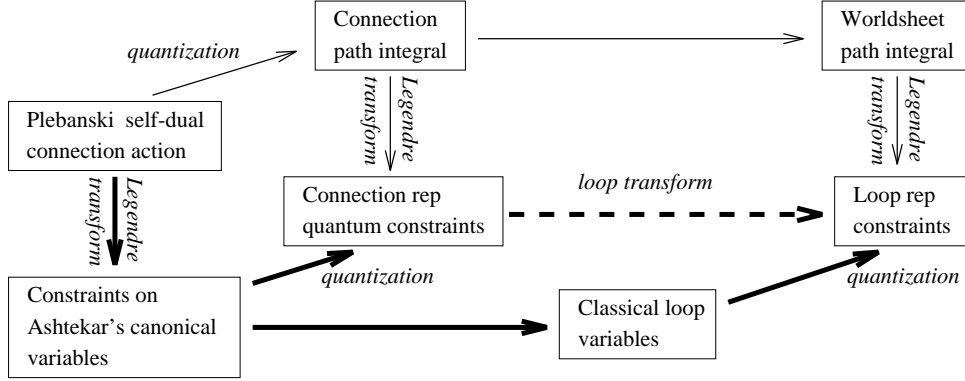 Connection
path integral
Worldsheet
path integral
quantization
Legendre
transform
Legendre
transform
Plebanski self-dual
connection action
Legendre
transform
Connection rep
quantum constraints
loop transform
Loop rep
constraints
quantization
quantization
Constraints on
Ashtekar's canonical
variables
Classical loop
variables